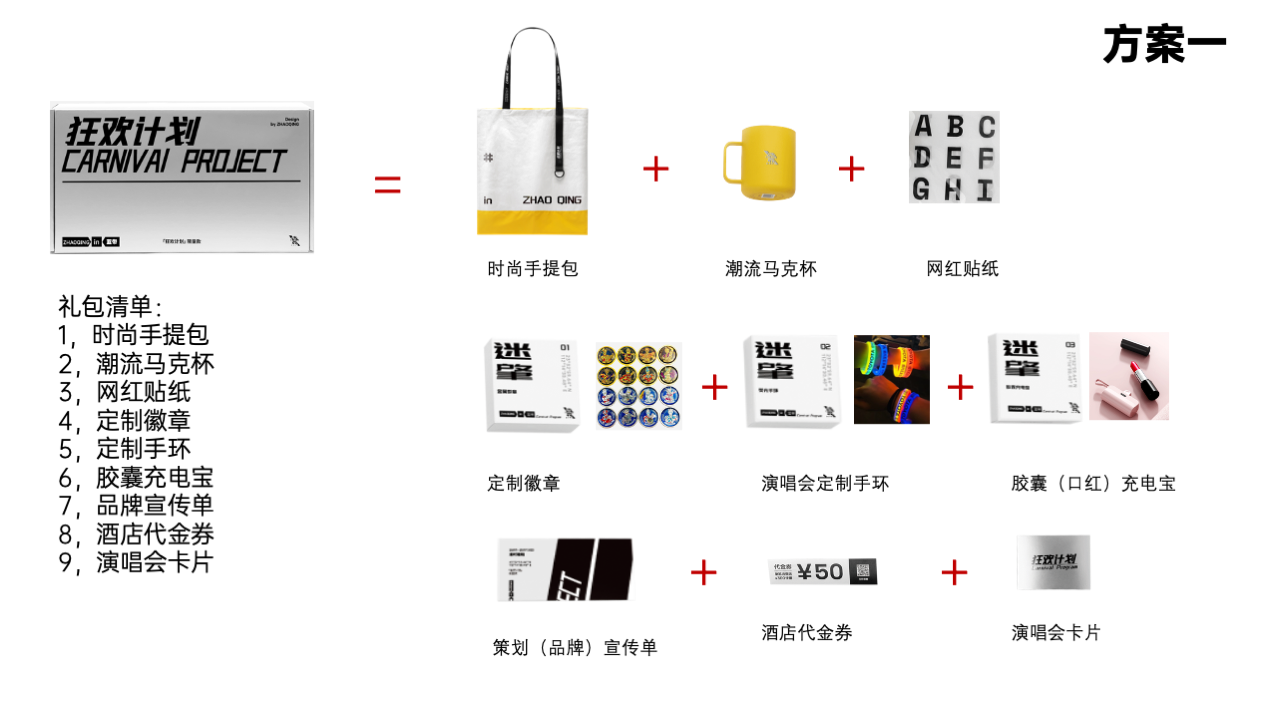 方案一
狂欢计划
Design
by ZHAOQING
CARNIVAl PROJECT
ZHAOQING in 肇幸
「狂欢计划」限量款
=
in ZHAO QING
+
+
A B C
D E F
G H I
时尚手提包
潮流马克杯
网红贴纸
礼包清单:
1，时尚手提包
2，潮流马克杯
3，网红贴纸
4，定制徽章
5，定制手环
6，胶囊充电宝
7，品牌宣传单
8，酒店代金券
9，演唱会卡片
迷肇
01
+
迷肇
02
+
迷肇
03
定制徽章
演唱会定制手环
胶囊（口红）充电宝
ECT
+
代金券
¥50
+
狂欢计划
Carnival Program
策划（品牌）宣传单
酒店代金券
演唱会卡片